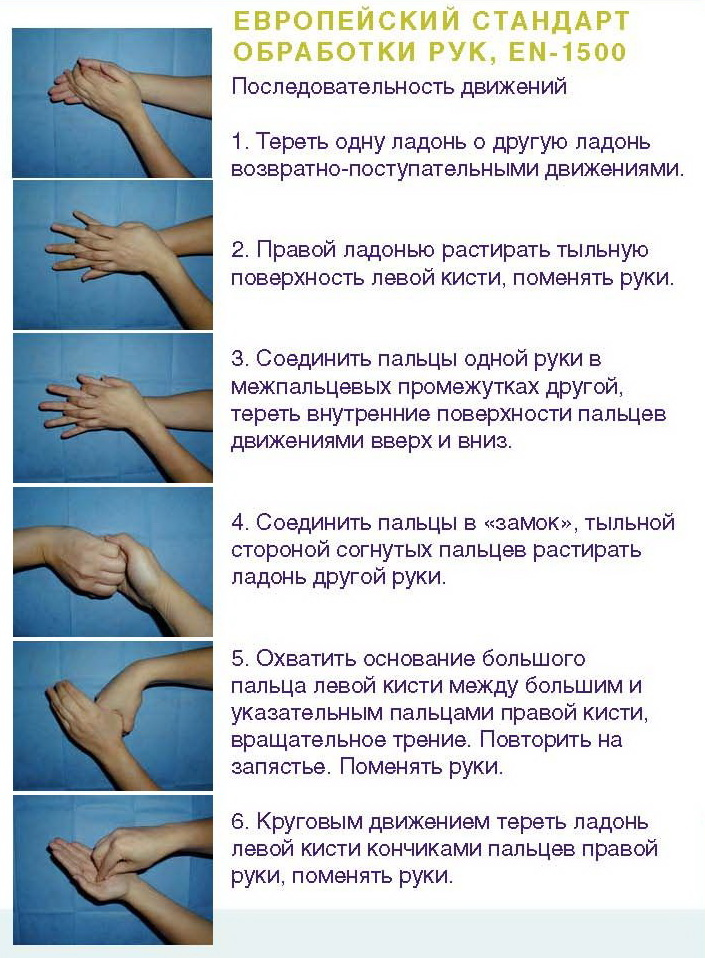 ЕВРОПЕЙСКИЙ СТАНДАРТ
ОБРАБОТКИ РУК, EN-1500
Последовательность движений
1. Тереть одну ладонь о другую ладонь
возвратно-поступательными движениями.
2. Правой ладонью растирать тыльную
поверхность левой кисти, поменять руки.
3. Соединить пальцы одной руки в
межпальцевых промежутках другой,
тереть внутренние поверхности пальцев
движениями вверх и вниз.
4. Соединить пальцы в «замок», тыльной
стороной согнутых пальцев растирать
ладонь другой руки.
5. Охватить основание большого
пальца левой кисти между большим и
указательным пальцами правой кисти,
вращательное трение. Повторить на
запястье. Поменять руки.
6. Круговым движением тереть ладонь
левой кисти кончиками пальцев правой
руки, поменять руки.